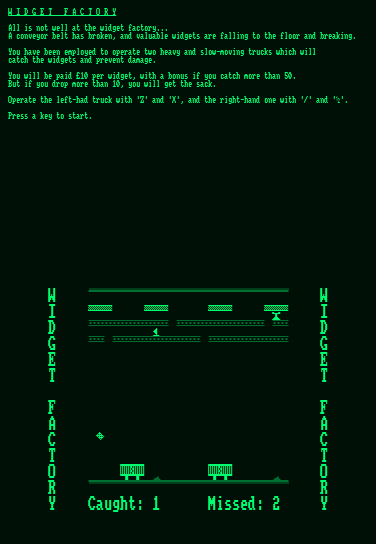 W I D G E T   F A C T O R Y
All is not well at the widget factory...
A conveyor belt has broken, and valuable widgets are falling to the floor and breaking.
You have been employed to operate two heavy and slow-moving trucks which will
catch the widgets and prevent damage.
You will be paid £10 per widget, with a bonus if you catch more than 50.
But if you drop more than 10, you will get the sack.
Operate the left-had truck with 'Z' and 'X', and the right-hand one with '/' and ';'.
Press a key to start.
WIDGET FACTORY
WIDGET FACTORY
Caught: 1 Missed: 2